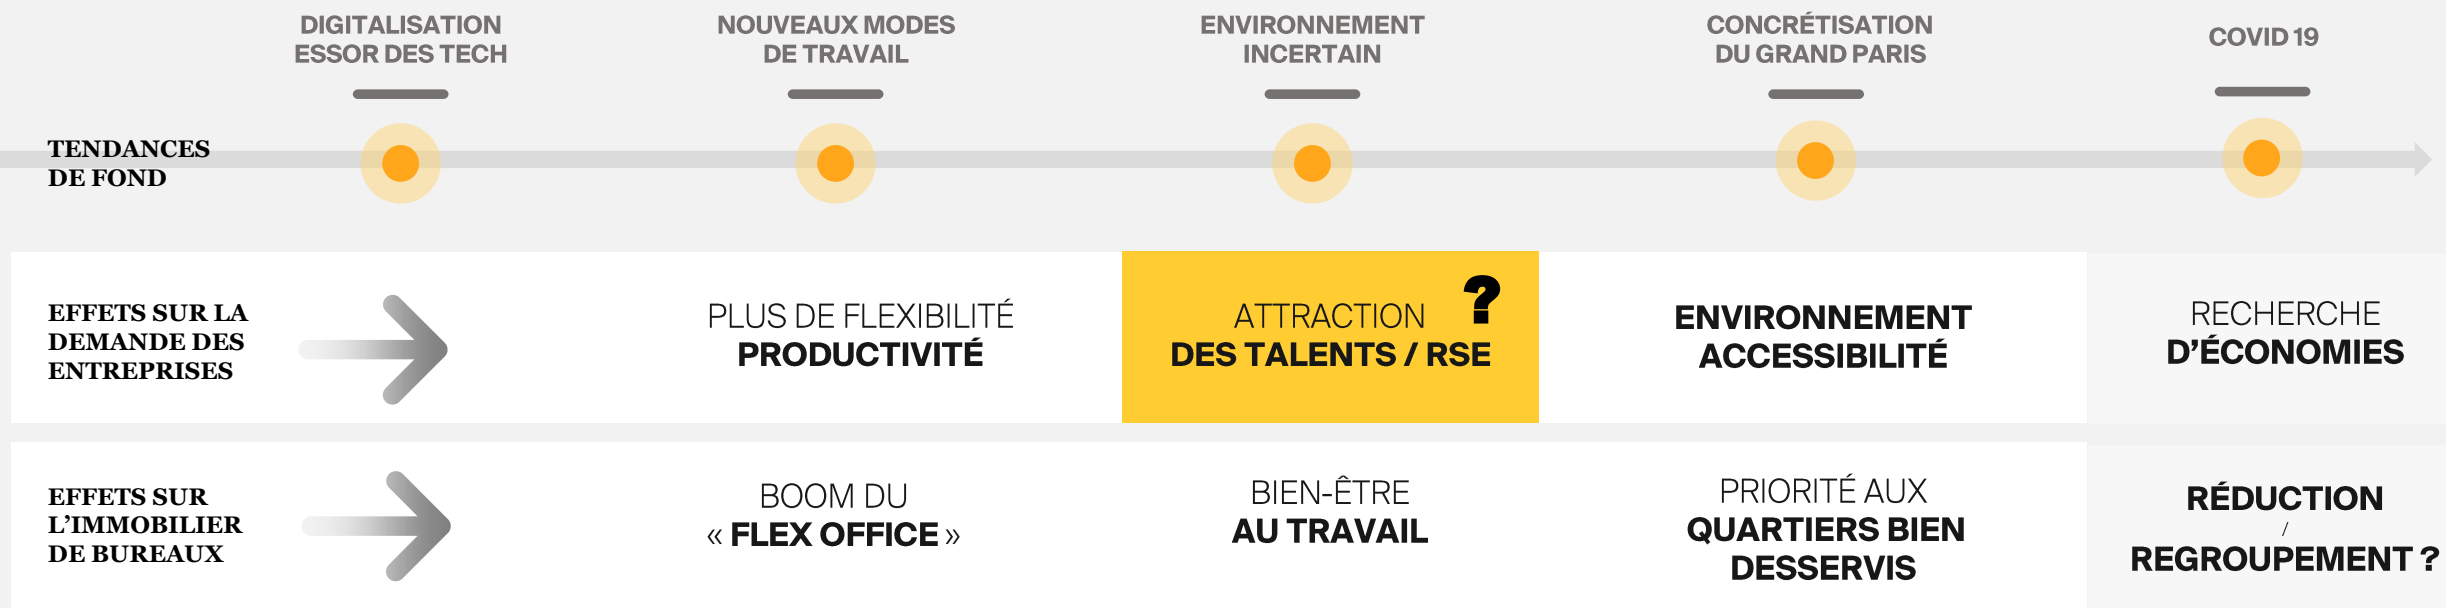 DIGITALISATION
ESSOR DES TECH
NOUVEAUX MODES
DE TRAVAIL
ENVIRONNEMENT
INCERTAIN
CONCRÉTISATION
DU GRAND PARIS
COVID 19
TENDANCES
DE FOND
EFFETS SUR LA
DEMANDE DES
ENTREPRISES
PLUS DE FLEXIBILITÉ
PRODUCTIVITÉ
ATTRACTION ?
DES TALENTS / RSE
ENVIRONNEMENT
ACCESSIBILITÉ
RECHERCHE
D’ÉCONOMIES
EFFETS SUR
L’IMMOBILIER
DE BUREAUX
BOOM DU
« FLEX OFFICE »
BIEN-ÊTRE
AU TRAVAIL
PRIORITÉ AUX
QUARTIERS BIEN
DESSERVIS
RÉDUCTION
/
REGROUPEMENT ?